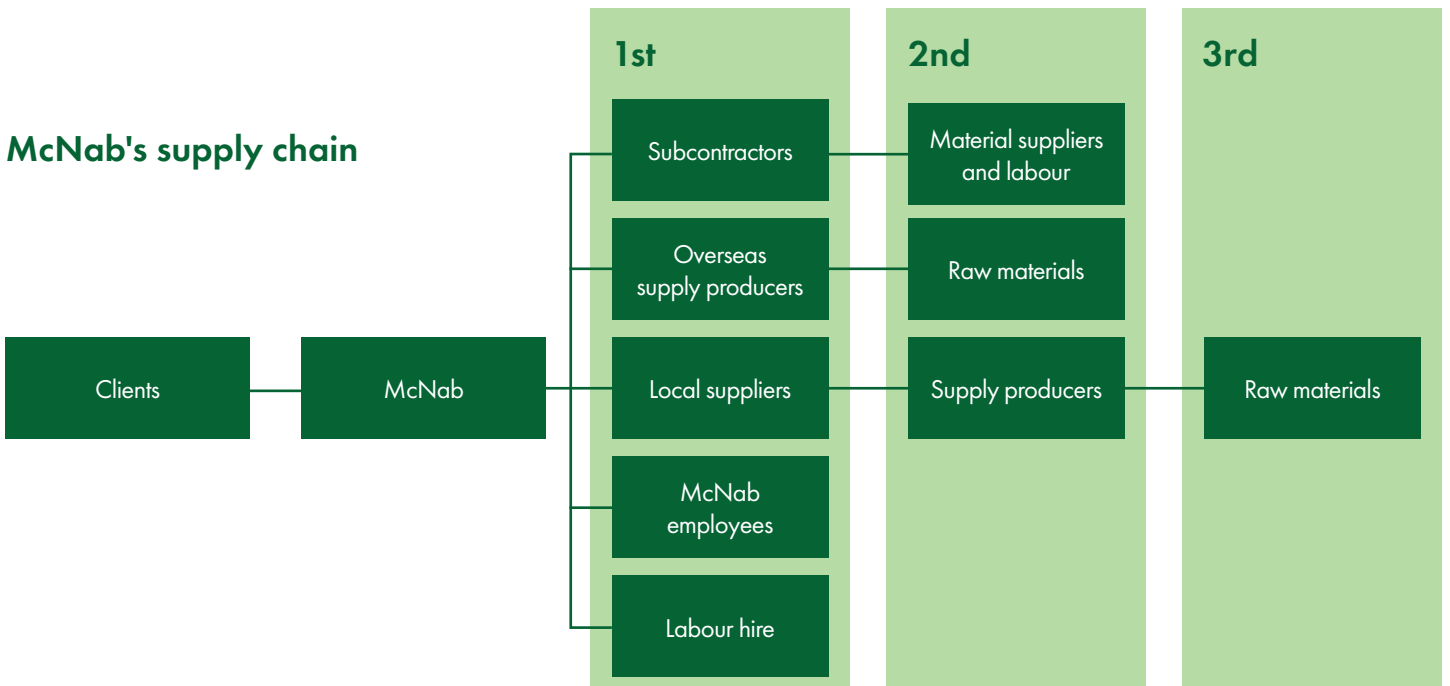 McNab's supply chain
1st
2nd
3rd
Subcontractors
Material suppliers
and labour
Overseas
supply producers
Raw materials
Clients
McNab
Local suppliers
Supply producers
Raw materials
McNab
employees
Labour hire